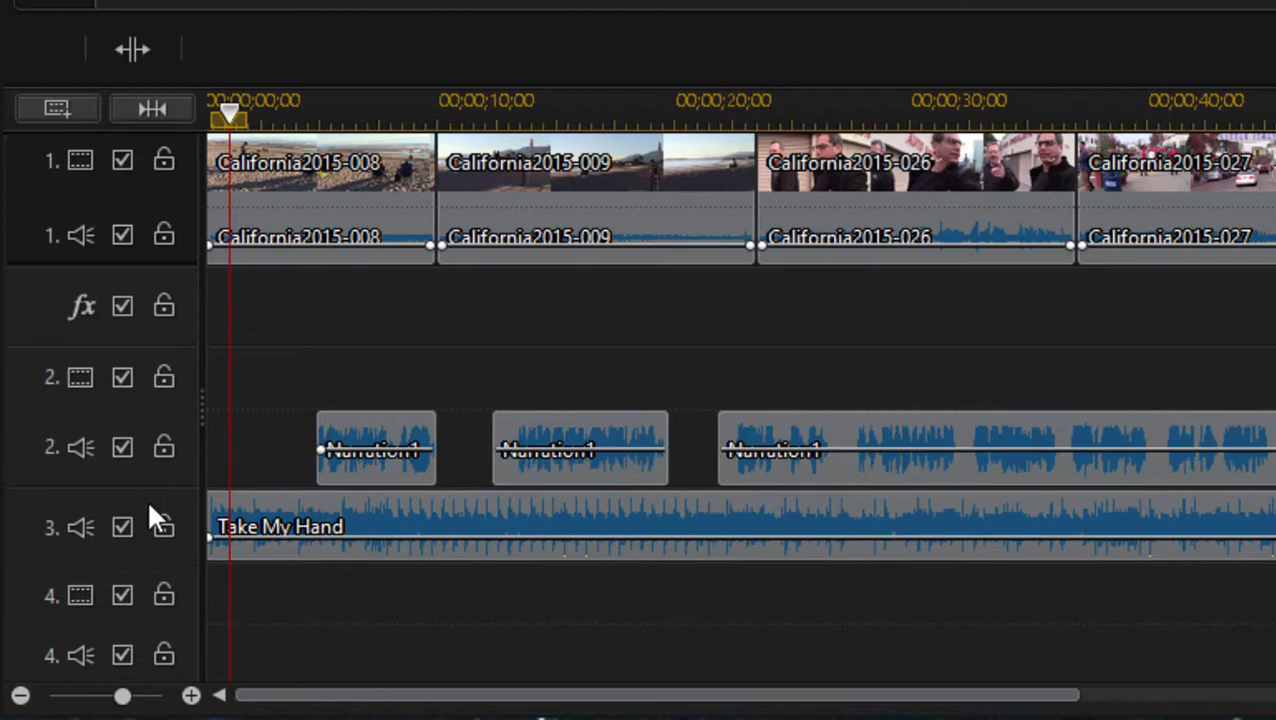 00;00;00;00 00;00;10;00 00;00;20;00 00;00;30;00 00;00;40;00
1. California2015-008 California2015-009 California2015-026 California2015-027
1. California2015-008 California2015-009 California2015-026 California2015-027
fx
2.
2. Narration1 Narration1 Narration1
3. Take My Hand
4.
4.